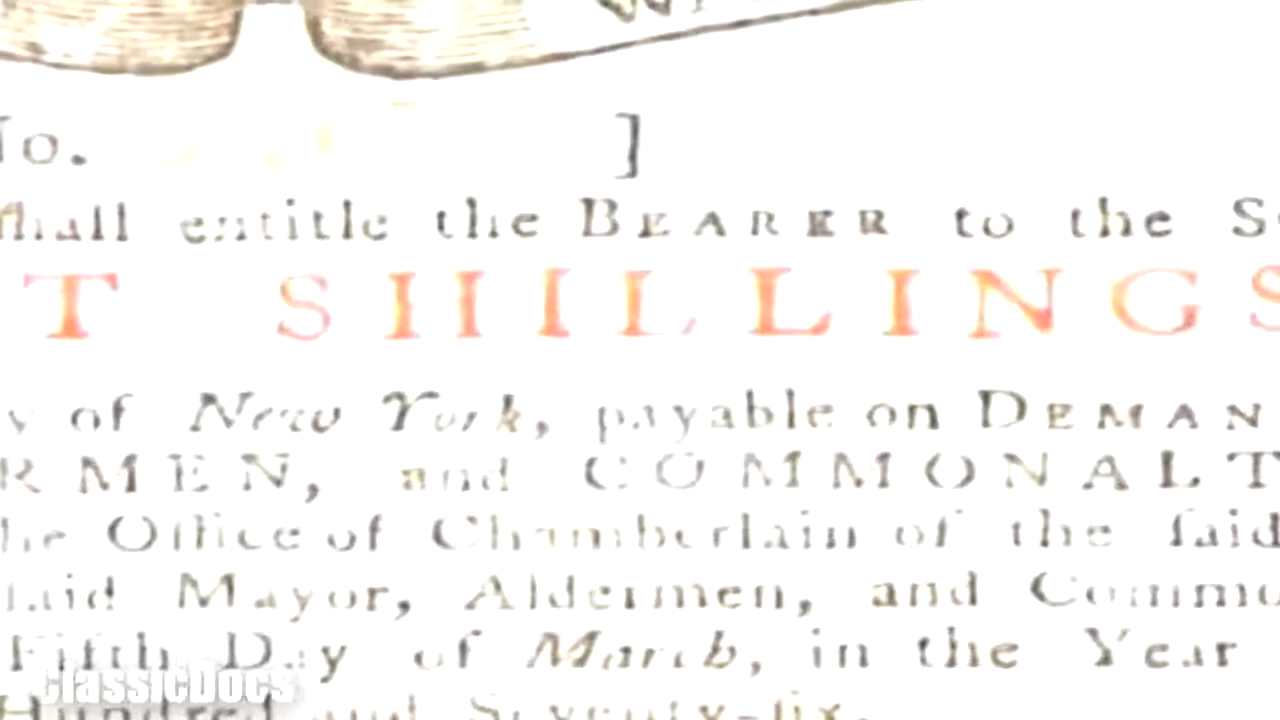 No. ]
ſhall entitle the BEARER to the S
T SHILLINGS
y of New York, payable on DEMAN
RMEN, and COMMONALT
he Office of Chamberlain of the ſaid
ſaid Mayor, Aldermen, and Commo
Fifth Day of March, in the Year
Hundred and Seventy-ſix.
ClassicDocs